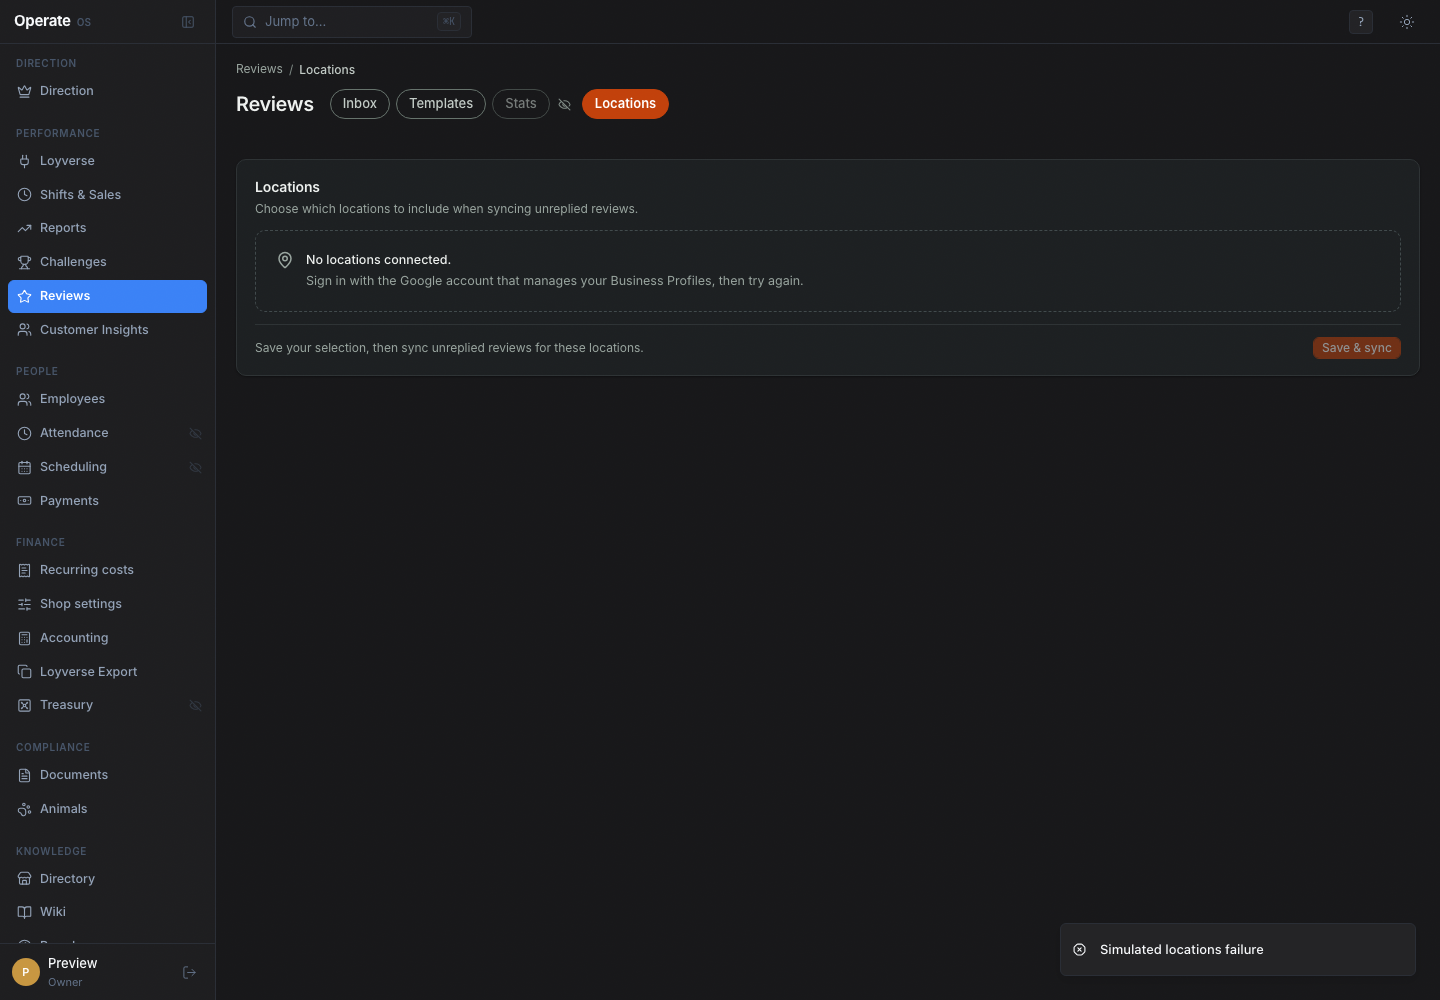 Operate OS
Jump to...
⌘K
?
DIRECTION
Direction
PERFORMANCE
Loyverse
Shifts & Sales
Reports
Challenges
Reviews
Customer Insights
PEOPLE
Employees
Attendance
Scheduling
Payments
FINANCE
Recurring costs
Shop settings
Accounting
Loyverse Export
Treasury
COMPLIANCE
Documents
Animals
KNOWLEDGE
Directory
Wiki
P
Preview
Owner
Reviews / Locations
Reviews
Inbox
Templates
Stats
Locations
Locations
Choose which locations to include when syncing unreplied reviews.
No locations connected.
Sign in with the Google account that manages your Business Profiles, then try again.
Save your selection, then sync unreplied reviews for these locations.
Save & sync
Simulated locations failure